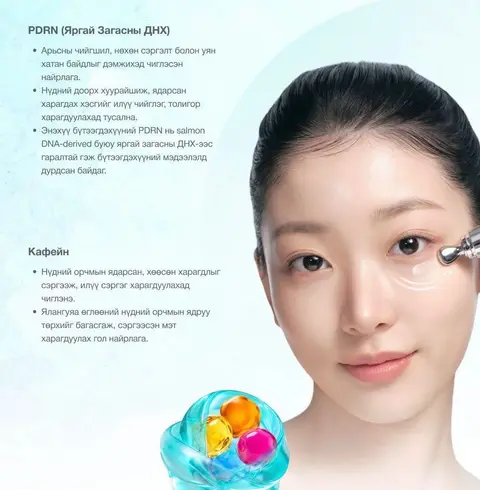 PDRN (Яргай Загасны ДНХ)
• Арьсны чийгшил, нөхөн сэргэлт болон уян
хатан байдлыг дэмжихэд чиглэсэн
найрлага.
• Нүдний доорх хуурайшиж, ядарсан
харагдах хэсгийг илүү чийглэг, толигор
харагдуулахад тусална.
• Энэхүү бүтээгдэхүүний PDRN нь salmon
DNA-derived буюу яргай загасны ДНХ-ээс
гаралтай гэж бүтээгдэхүүний мэдээлэлд
дурдсан байдаг.
Кафейн
• Нүдний орчмын ядарсан, хөөсөн харагдлыг
сэргээж, илүү сэргэг харагдуулахад
чиглэнэ.
• Ялангуяа өглөөний нүдний орчмын ядруу
төрхийг багасгаж, сэргээсэн мэт
харагдуулах гол найрлага.